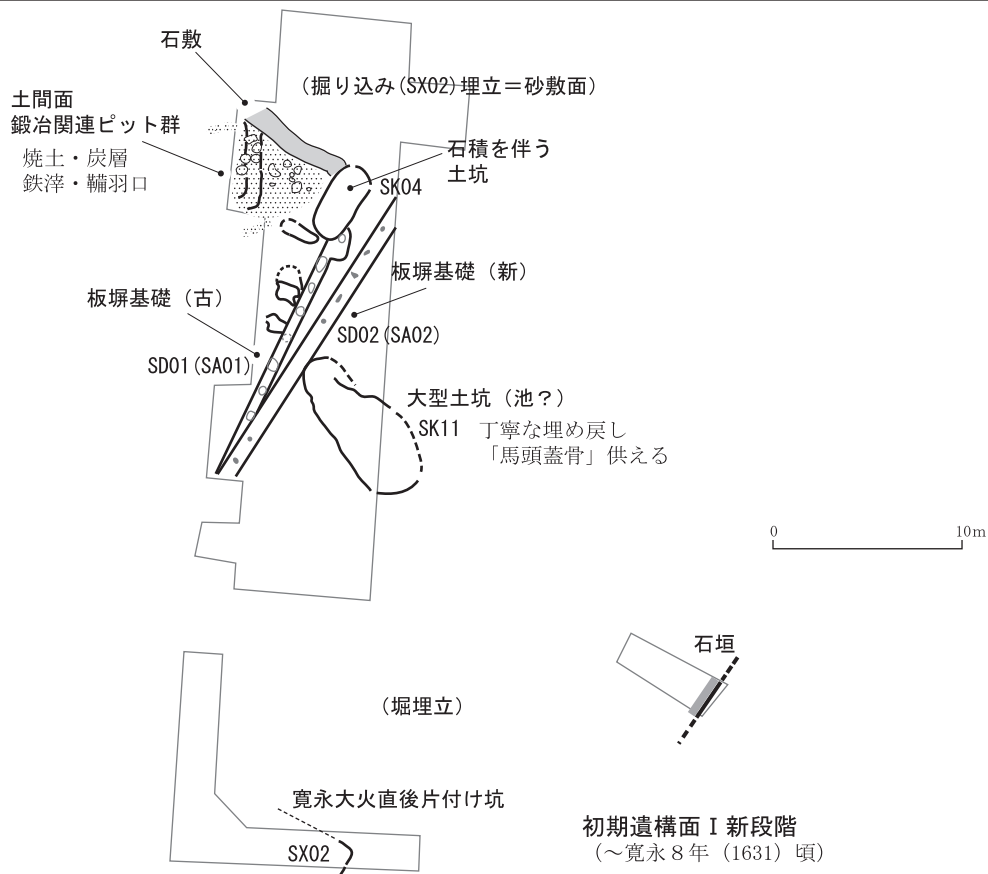 石敷
(掘り込み(SX02)埋立＝砂敷面)
土間面
鍛冶関連ピット群
焼土・炭層
鉄滓・鞴羽口
石積を伴う
土坑
SK04
板塀基礎（新）
板塀基礎（古）
SD02(SA02)
SD01(SA01)
大型土坑（池？）
SK11 丁寧な埋め戻し
「馬頭蓋骨」供える
0 10m
石垣
（堀埋立）
寛永大火直後片付け坑
SX02
初期遺構面Ⅰ新段階
（～寛永８年（1631）頃）